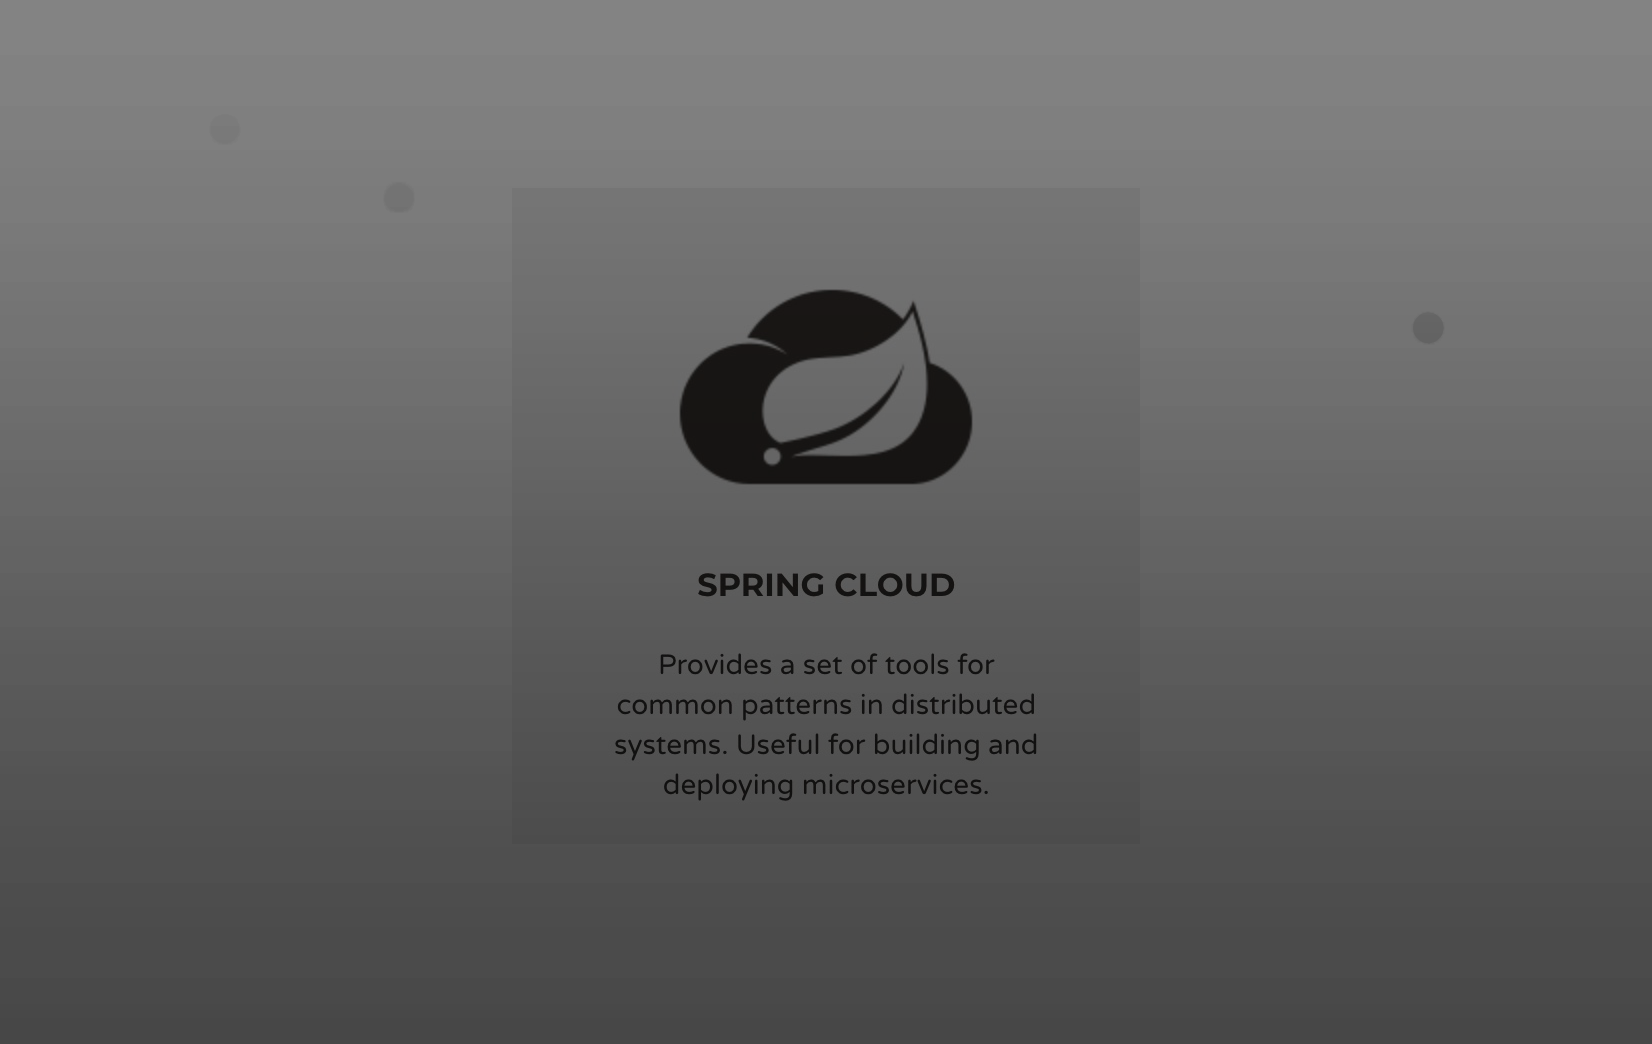 SPRING CLOUD
Provides a set of tools for
common patterns in distributed
systems. Useful for building and
deploying microservices.